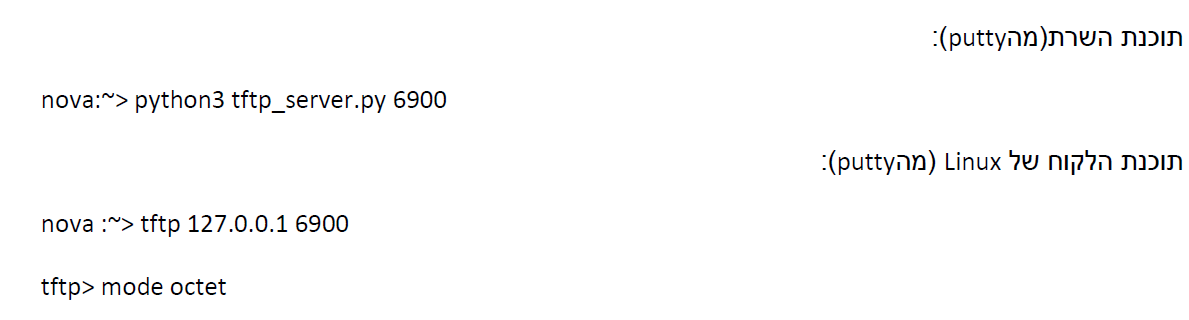 תוכנת השרת(מהputty):
nova:~> python3 tftp_server.py 6900
תוכנת הלקוח של Linux (מהputty):
nova :~> tftp 127.0.0.1 6900
tftp> mode octet